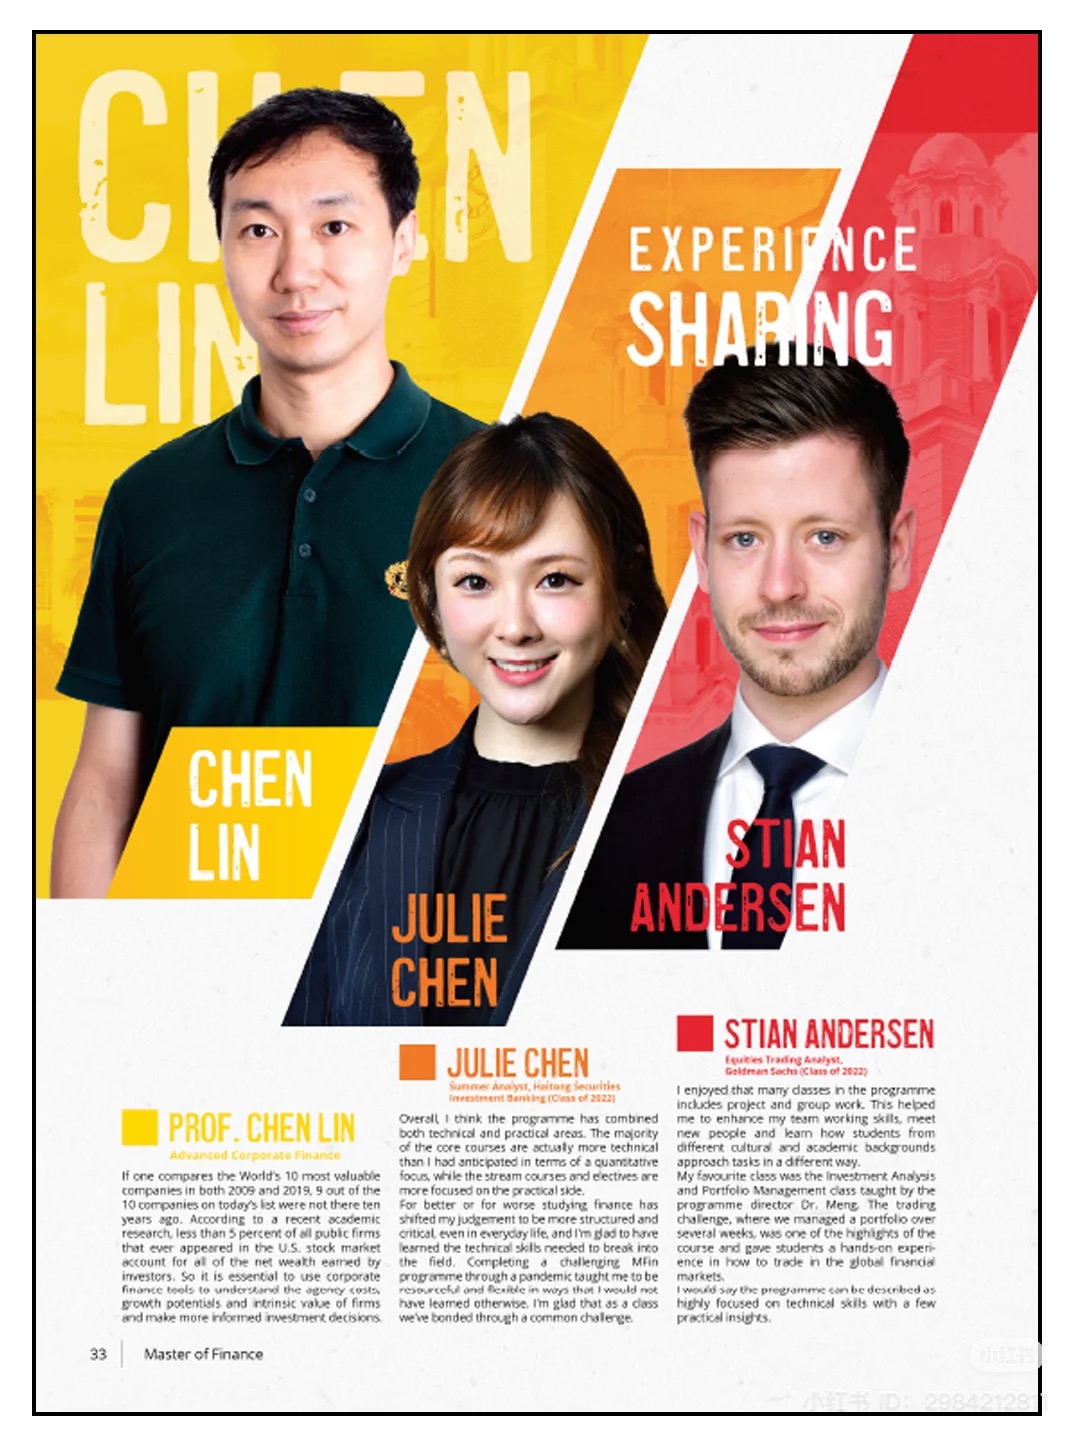 CHEN
LIN
EXPERIENCE
SHARING
CHEN
LIN
JULIE
CHEN
STIAN
ANDERSEN
PROF. CHEN LIN
Advanced Corporate Finance
If one compares the World's 10 most valuable
companies in both 2009 and 2019, 9 out of the
10 companies on today's list were not there ten
years ago. According to a recent academic
research, less than 5 percent of all public firms
that ever appeared in the U.S. stock market
account for all of the net wealth earned by
investors. So it is essential to use corporate
finance tools to understand the agency costs,
growth potentials and intrinsic value of firms
and make more informed investment decisions.
JULIE CHEN
Summer Analyst, Haitong Securities
Investment Banking (Class of 2022)
Overall, I think the programme has combined
both technical and practical areas. The majority
of the core courses are actually more technical
than I had anticipated in terms of a quantitative
focus, while the stream courses and electives are
more focused on the practical side.
For better or for worse studying finance has
shifted my judgement to be more structured and
critical, even in everyday life, and I'm glad to have
learned the technical skills needed to break into
the field. Completing a challenging MFin
programme through a pandemic taught me to be
resourceful and flexible in ways that I would not
have learned otherwise. I'm glad that as a class
we've bonded through a common challenge.
STIAN ANDERSEN
Equities Trading Analyst,
Goldman Sachs (Class of 2022)
I enjoyed that many classes in the programme
includes project and group work. This helped
me to enhance my team working skills, meet
new people and learn how students from
different cultural and academic backgrounds
approach tasks in a different way.
My favourite class was the Investment Analysis
and Portfolio Management class taught by the
programme director Dr. Meng. The trading
challenge, where we managed a portfolio over
several weeks, was one of the highlights of the
course and gave students a hands-on experi-
ence in how to trade in the global financial
markets.
I would say the programme can be described as
highly focused on technical skills with a few
practical insights.
33 Master of Finance
小红书
小红书 ID: 298421281